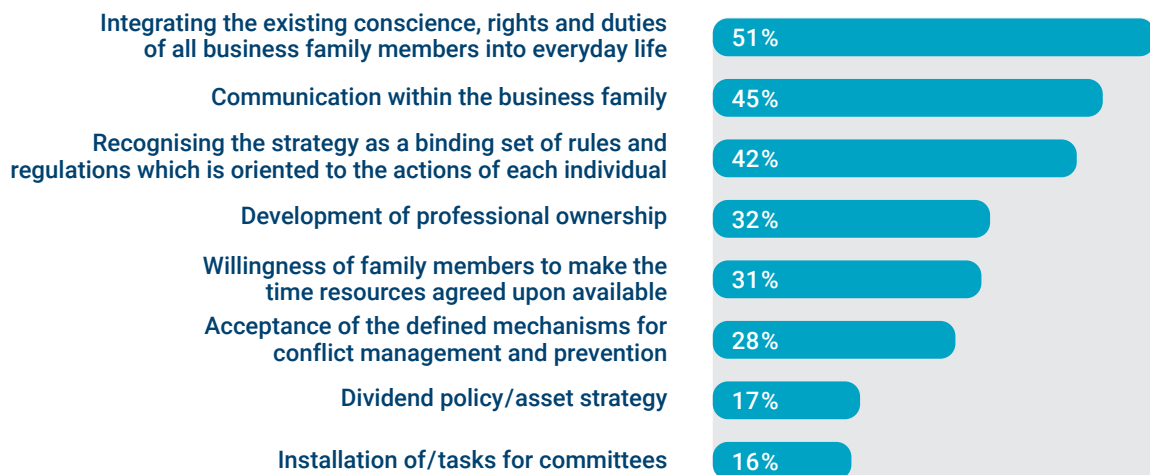 Integrating the existing conscience, rights and duties
of all business family members into everyday life
51%
Communication within the business family
45%
Recognising the strategy as a binding set of rules and
regulations which is oriented to the actions of each individual
42%
Development of professional ownership
32%
Willingness of family members to make the
time resources agreed upon available
31%
Acceptance of the defined mechanisms for
conflict management and prevention
28%
Dividend policy/asset strategy
17%
Installation of/tasks for committees
16%